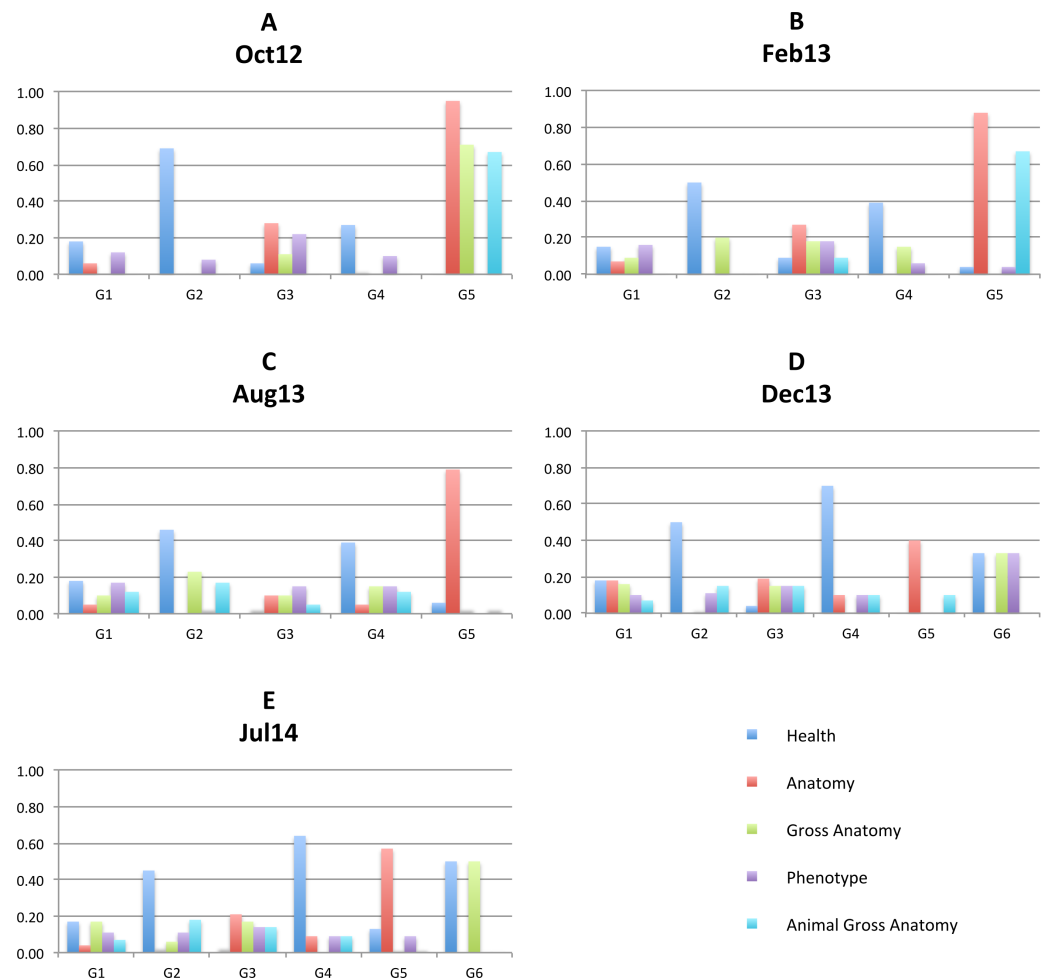 A
Oct12
1.00
0.80
0.60
0.40
0.20
0.00
G1 G2 G3 G4 G5
B
Feb13
1.00
0.80
0.60
0.40
0.20
0.00
G1 G2 G3 G4 G5
C
Aug13
1.00
0.80
0.60
0.40
0.20
0.00
G1 G2 G3 G4 G5
D
Dec13
1.00
0.80
0.60
0.40
0.20
0.00
G1 G2 G3 G4 G5 G6
E
Jul14
1.00
0.80
0.60
0.40
0.20
0.00
G1 G2 G3 G4 G5 G6
Health
Anatomy
Gross Anatomy
Phenotype
Animal Gross Anatomy